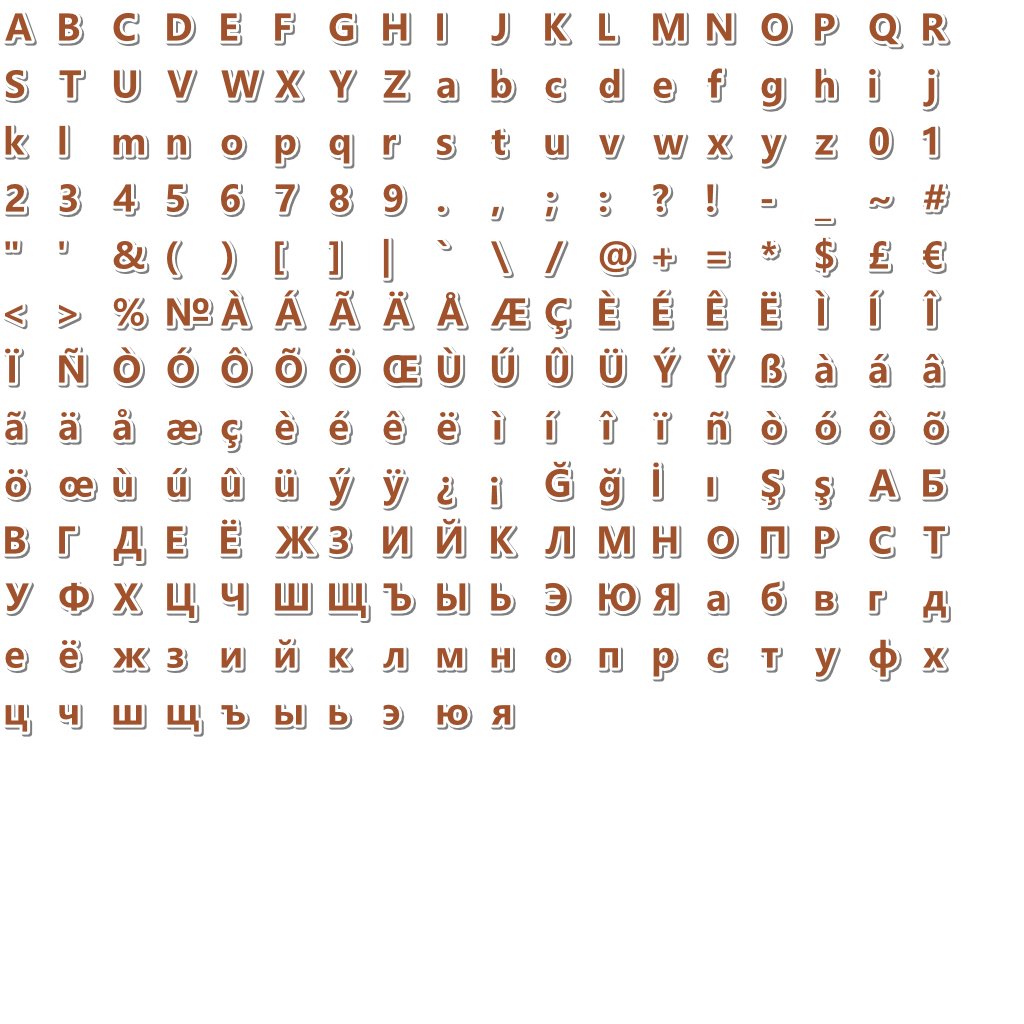 A B C D E F G H I J K L M N O P Q R
S T U V W X Y Z a b c d e f g h i j
k l m n o p q r s t u v w x y z 0 1
2 3 4 5 6 7 8 9 . , ; : ? ! - _ ~ #
" ' & ( ) [ ] | ` \ / @ + = * $ £ €
< > % № À Á Ã Ä Å Æ Ç È É Ê Ë Ì Í Î
Ï Ñ Ò Ó Ô Õ Ö Œ Ù Ú Û Ü Ý Ÿ ß à á â
ã ä å æ ç è é ê ë ì í î ï ñ ò ó ô õ
ö œ ù ú û ü ý ÿ ¿ ¡ Ğ ğ İ ı Ş ş А Б
В Г Д Е Ё Ж З И Й К Л М Н О П Р С Т
У Ф Х Ц Ч Ш Щ Ъ Ы Ь Э Ю Я а б в г д
е ё ж з и й к л м н о п р с т у ф х
ц ч ш щ ъ ы ь э ю я